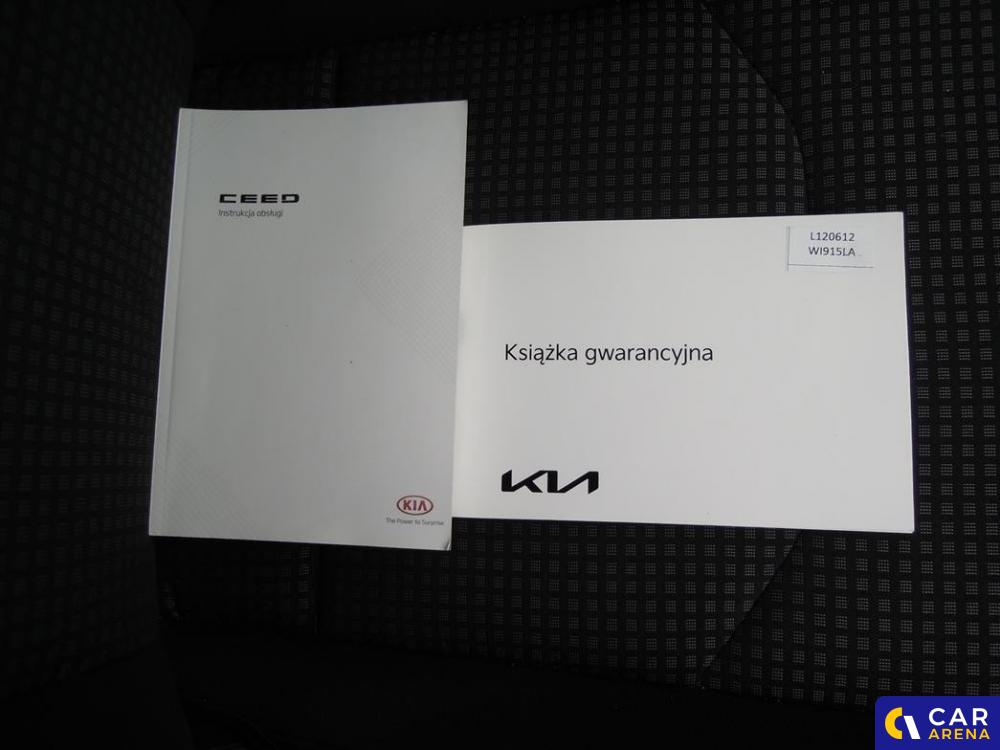 CEED
Instrukcja obsługi
KIA
The Power to Surprise
L120612
WI915LA
Książka gwarancyjna
KIA
CAR
ARENA